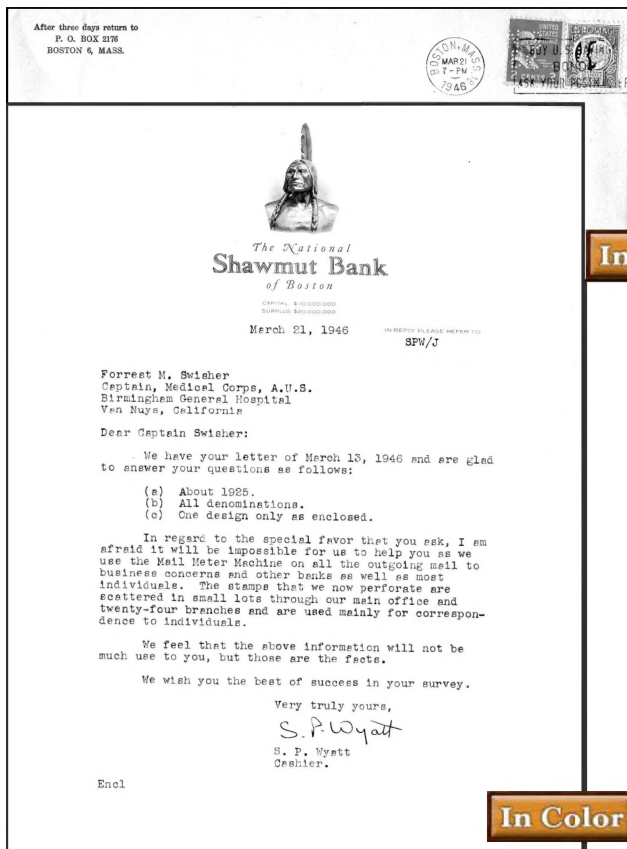 After three days return to
P. O. BOX 2176
BOSTON 6, MASS.
BOSTON, MASS.
MAR 21
7-PM
1946
UNITED
STATES
POSTAGE
CENTS
BUY U.S. SAVINGS
BONDS
ASK YOUR POSTMASTER
The National
Shawmut Bank
of Boston
CAPITAL $10,000,000
SURPLUS $20,000,000
March 21, 1946
IN REPLY PLEASE REFER TO
SPW/J
Forrest M. Swisher
Captain, Medical Corps, A.U.S.
Birmingham General Hospital
Van Nuys, California
Dear Captain Swisher:
We have your letter of March 13, 1946 and are glad
to answer your questions as follows:
(a) About 1925.
(b) All denominations.
(c) One design only as enclosed.
In regard to the special favor that you ask, I am
afraid it will be impossible for us to help you as we
use the Mail Meter Machine on all the outgoing mail to
business concerns and other banks as well as most
individuals. The stamps that we now perforate are
scattered in small lots through our main office and
twenty-four branches and are used mainly for correspon-
dence to individuals.
We feel that the above information will not be
much use to you, but those are the facts.
We wish you the best of success in your survey.
Very truly yours,
S. P. Wyatt
S. P. Wyatt
Cashier.
Encl
In
In Color